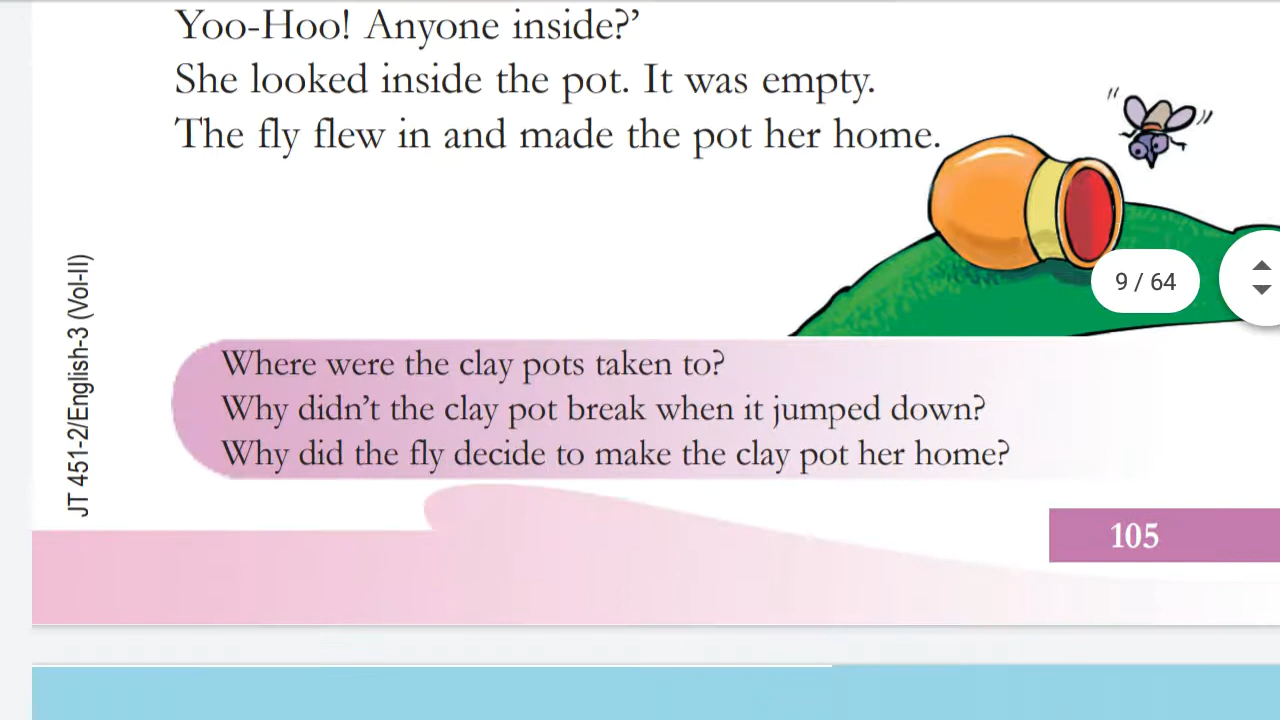 Yoo-Hoo! Anyone inside?’
She looked inside the pot. It was empty.
The fly flew in and made the pot her home.
9 / 64
JT 451-2/English-3 (Vol-II)
Where were the clay pots taken to?
Why didn’t the clay pot break when it jumped down?
Why did the fly decide to make the clay pot her home?
105